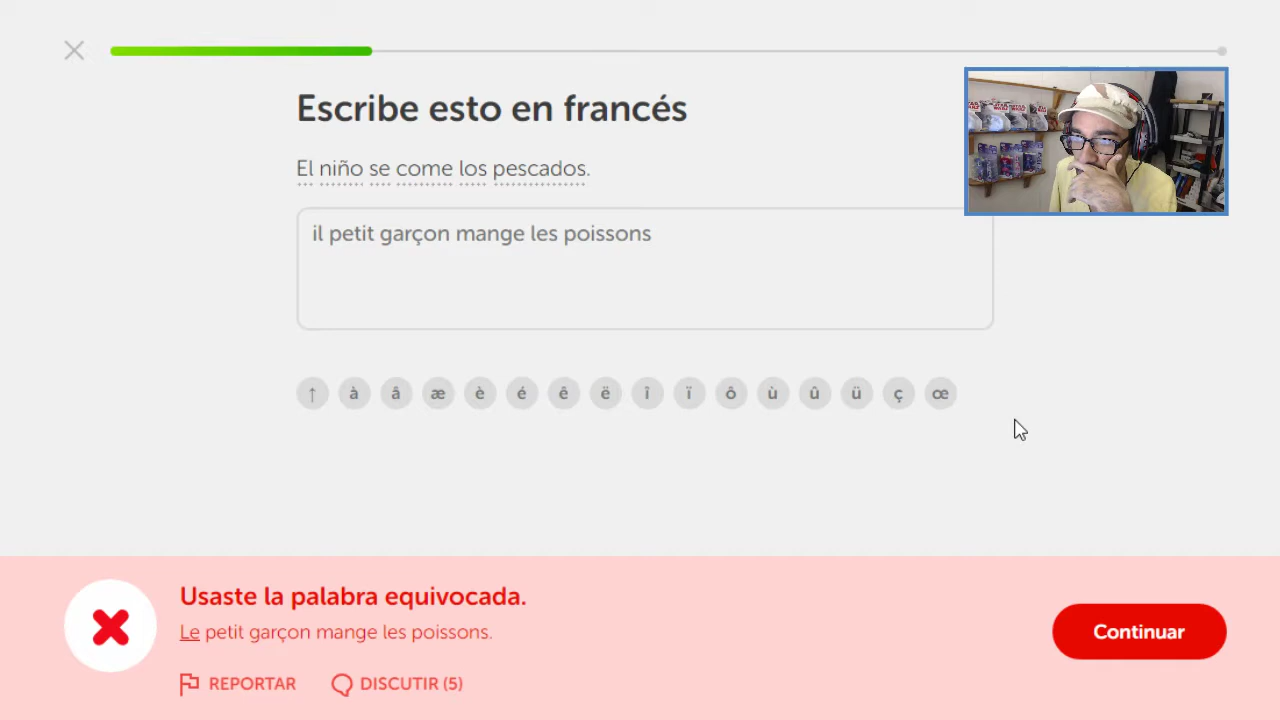 Escribe esto en francés
El niño se come los pescados.
il petit garçon mange les poissons
↑ à â æ è é ê ë î ï ô ù û ü ç œ
Usaste la palabra equivocada.
Le petit garçon mange les poissons.
Continuar
REPORTAR DISCUTIR (5)